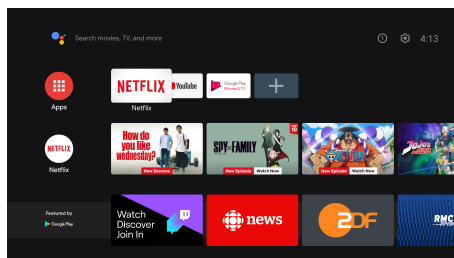 Search movies, TV, and more
4:13
Apps
NETFLIX
YouTube
Google Play
Movies & TV
Netflix
NETFLIX
Netflix
How do
you like
wednesday?
New Seasons
SPY×FAMILY
New Episode
Watch Now
TOP
10
New Episode
Watch Now
JoJo's
Featured by
Google Play
Watch
Discover
Join In
news
2DF
RMC